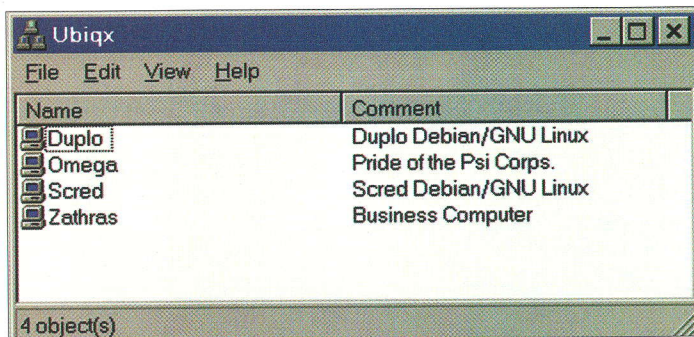 Ubiqx
File Edit View Help
Name Comment
Duplo Duplo Debian/GNU Linux
Omega Pride of the Psi Corps.
Scred Scred Debian/GNU Linux
Zathras Business Computer
4 object(s)